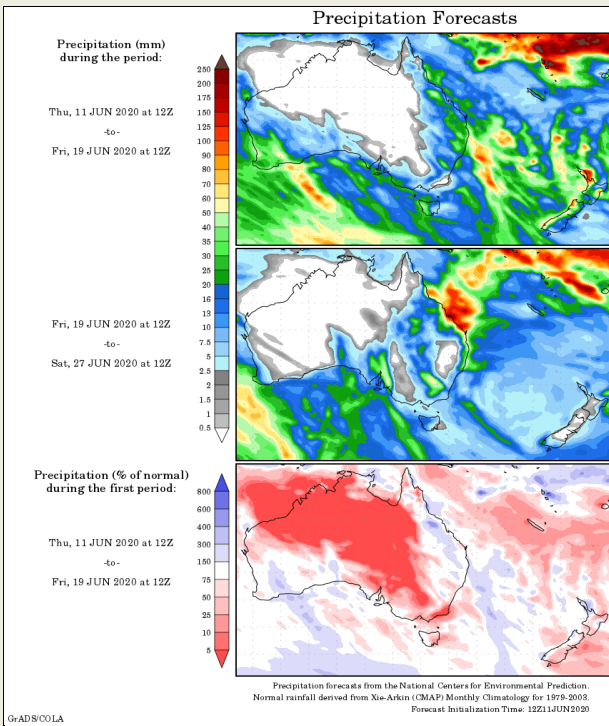 Precipitation Forecasts
Precipitation (mm)
during the period:
Thu, 11 JUN 2020 at 12Z
-to-
Fri, 19 JUN 2020 at 12Z
250
200
175
150
125
100
90
80
70
60
50
40
35
30
25
20
16
13
10
7.5
5
2.5
2
1.5
1
0.5
Fri, 19 JUN 2020 at 12Z
-to-
Sat, 27 JUN 2020 at 12Z
Precipitation (% of normal)
during the first period:
Thu, 11 JUN 2020 at 12Z
-to-
Fri, 19 JUN 2020 at 12Z
800
600
400
300
150
75
50
25
10
5
Precipitation forecasts from the National Centers for Environmental Prediction.
Normal rainfall derived from Xie-Arkin (CMAP) Monthly Climatology for 1979-2003.
Forecast Initialization Time: 12Z11JUN2020
GrADS/COLA